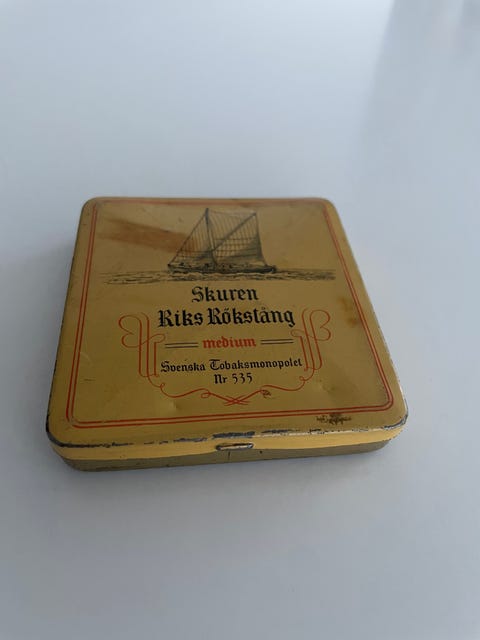 Skuren
Riks Rökstång
medium
Svenska Tobaksmonopolet
Nr 535